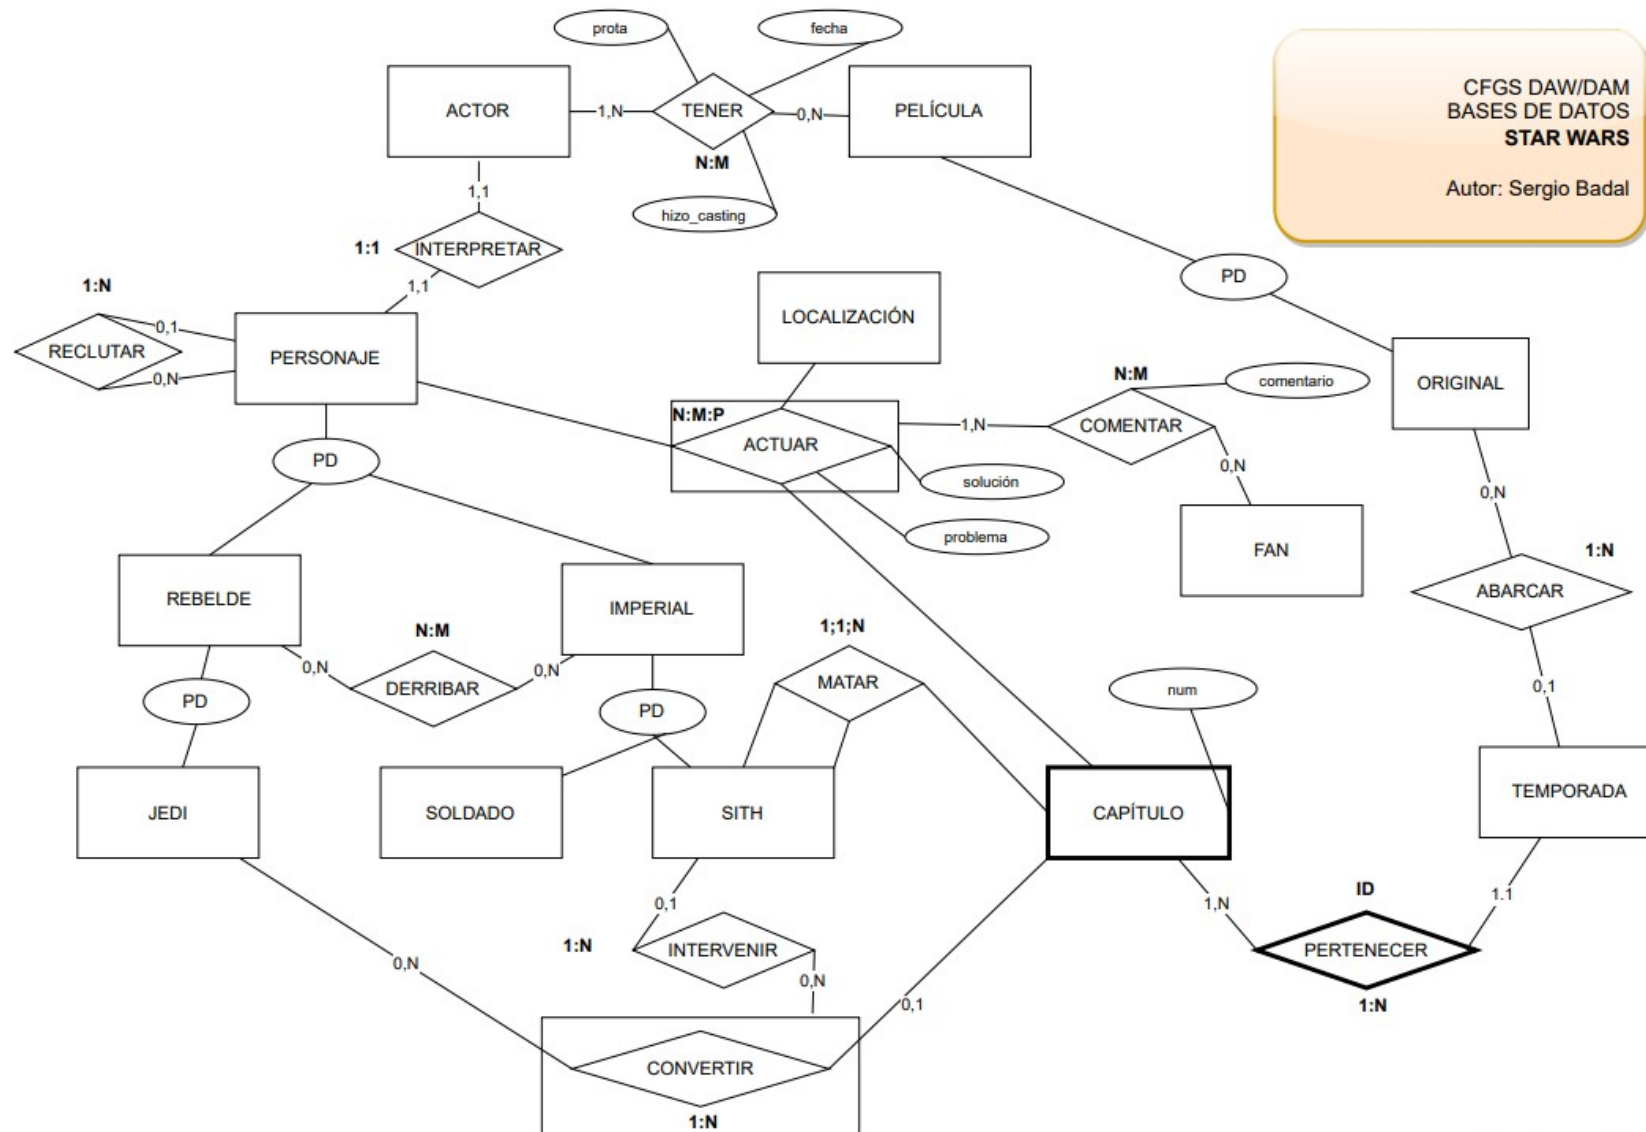 prota
fecha
CFGS DAW/DAM
BASES DE DATOS
STAR WARS
Autor: Sergio Badal
ACTOR
1,N
TENER
0,N
PELÍCULA
N:M
1,1
hizo_casting
1:1
INTERPRETAR
PD
1,1
1:N
0,1
RECLUTAR
0,N
PERSONAJE
LOCALIZACIÓN
N:M
comentario
ORIGINAL
N:M:P
ACTUAR
1,N
COMENTAR
PD
0,N
solución
0,N
problema
FAN
1:N
ABARCAR
REBELDE
IMPERIAL
N:M
0,N
0,N
DERRIBAR
1;1;N
MATAR
num
0,1
PD
PD
JEDI
SOLDADO
SITH
CAPÍTULO
TEMPORADA
0,1
1,N
ID
1.1
1:N
INTERVENIR
0,N
PERTENECER
0,N
0,1
1:N
CONVERTIR
1:N